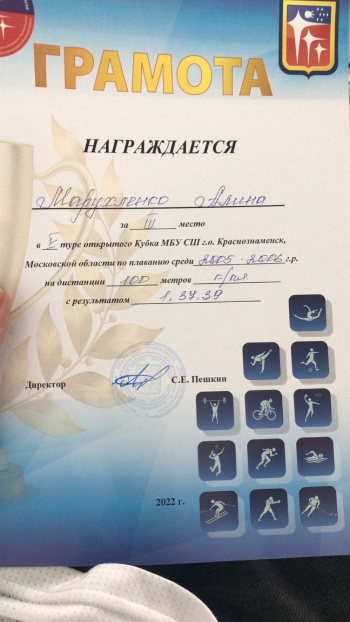 ГРАМОТА
НАГРАЖДАЕТСЯ
Марухленко Алина
за III место
в V туре открытого Кубка МБУ СШ г.о. Краснознаменск,
Московской области по плаванию среди 2005-2006 г.р.
на дистанции 100 метров к/пл
с результатом 1,37,39
Директор С.Е. Пешкин
2022 г.